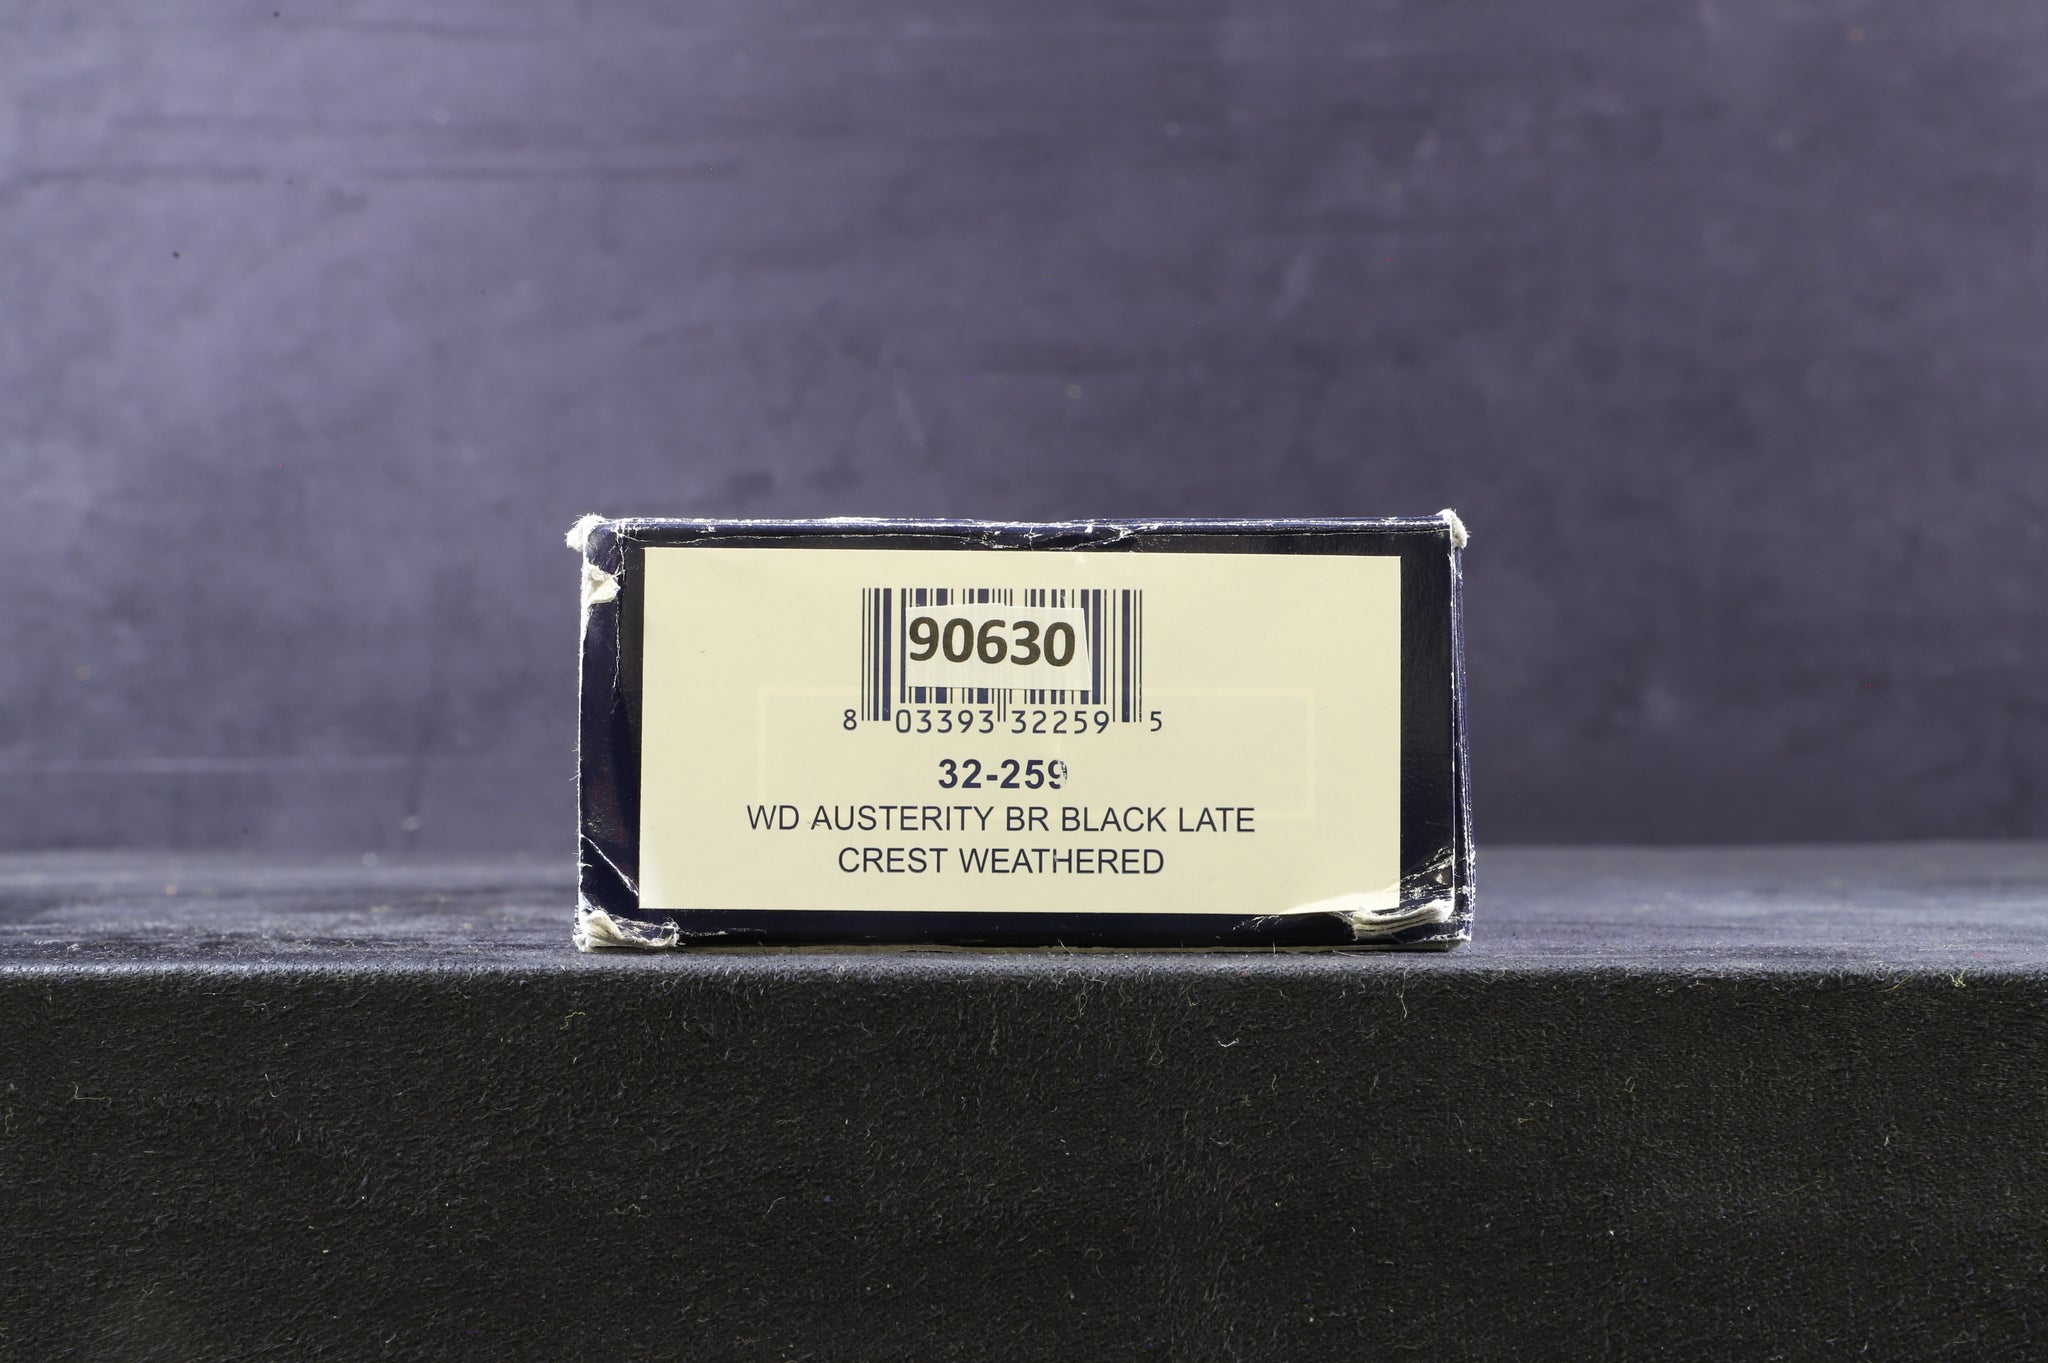 90630
8 03393 32259 5
32-259
WD AUSTERITY BR BLACK LATE
CREST WEATHERED